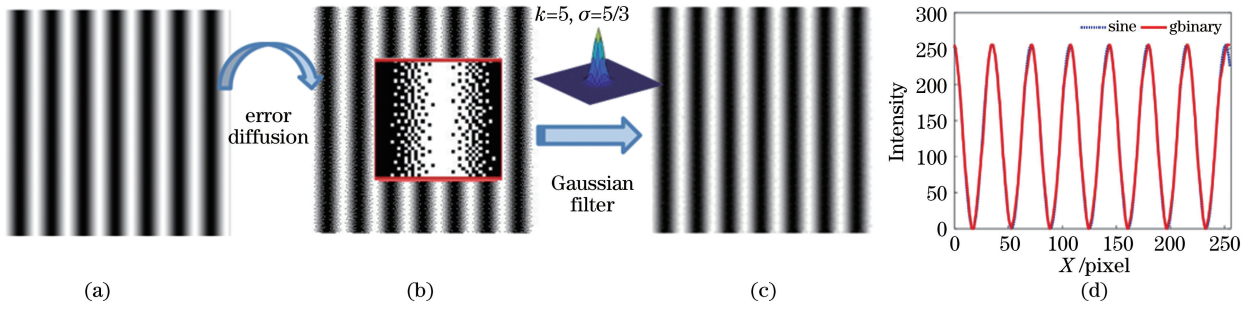 error
diffusion
k=5, σ=5/3
Gaussian
filter
300
250
200
150
100
50
0
Intensity
sine gbinary
0 50 100 150 200 250
X /pixel
(a) (b) (c) (d)